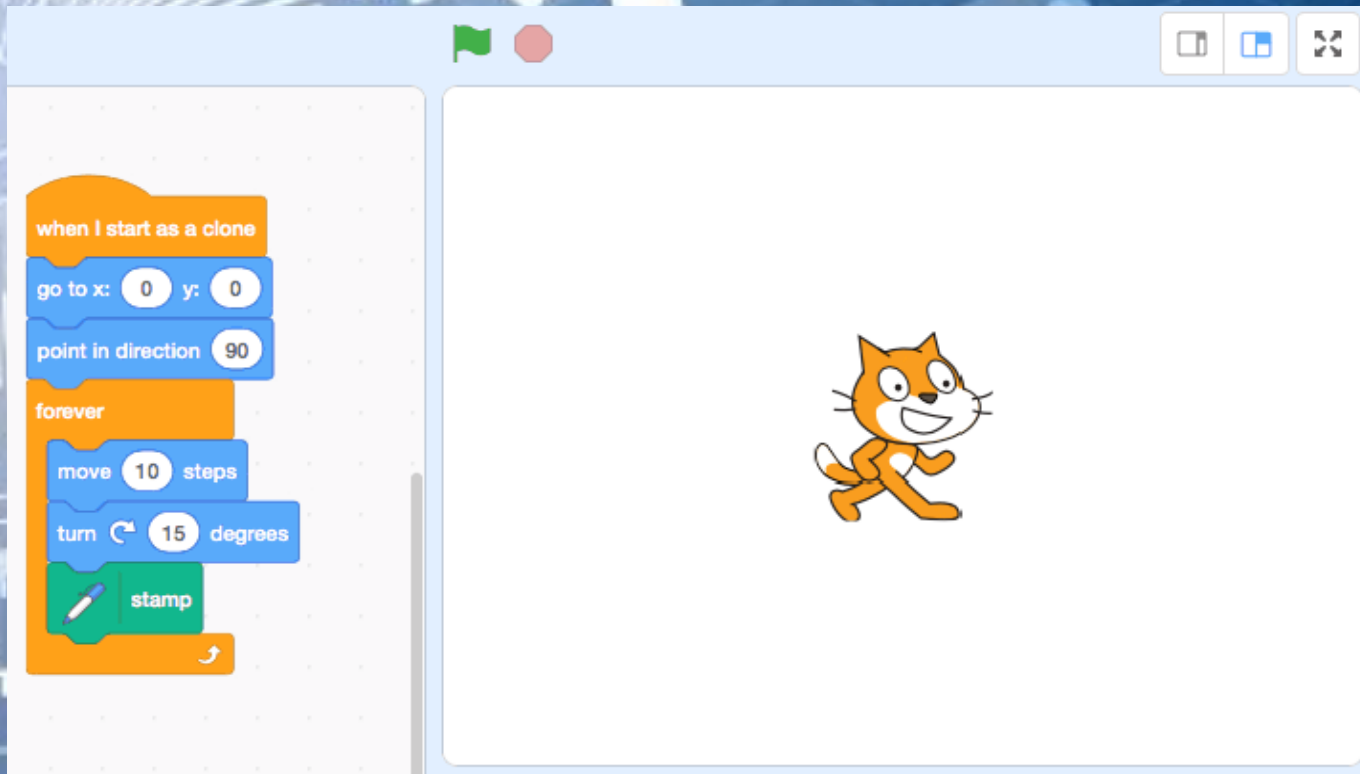 when I start as a clone
go to x: 0 y: 0
point in direction 90
forever
move 10 steps
turn 15 degrees
stamp